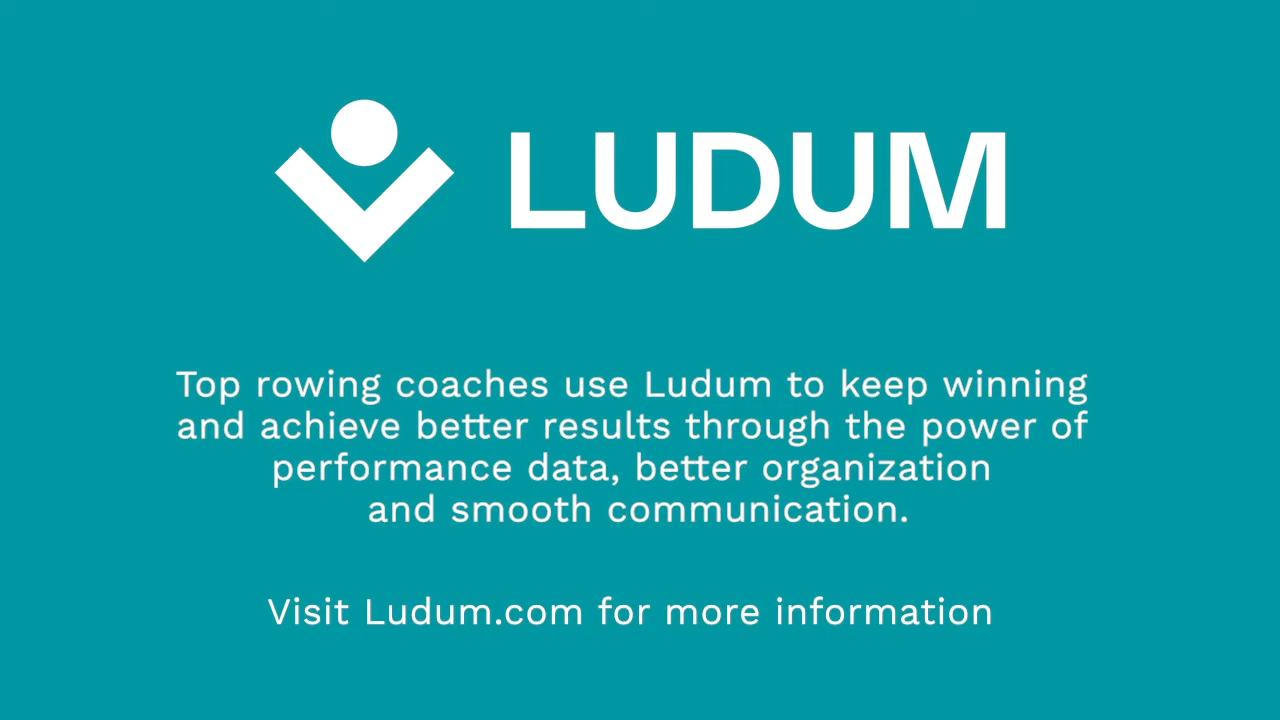 LUDUM
Top rowing coaches use Ludum to keep winning
and achieve better results through the power of
performance data, better organization
and smooth communication.
Visit Ludum.com for more information